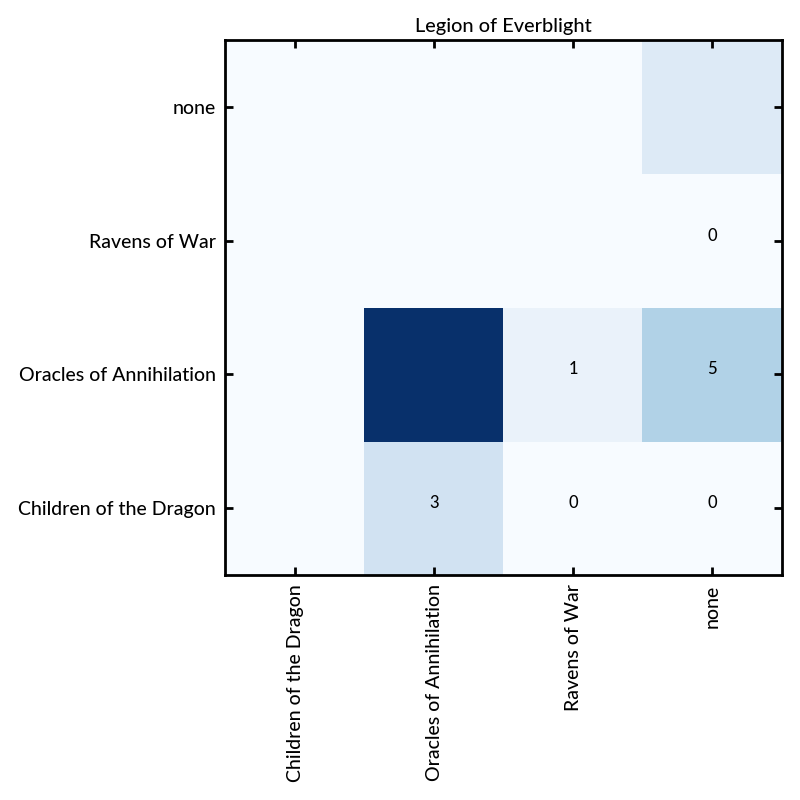 Legion of Everblight
none
Ravens of War
0
Oracles of Annihilation
1
5
Children of the Dragon
3
0
0
Children of the Dragon
Oracles of Annihilation
Ravens of War
none